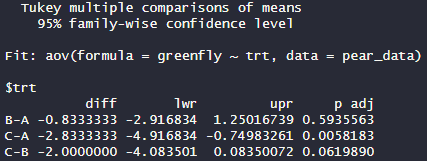 Tukey multiple comparisons of means
95% family-wise confidence level
Fit: aov(formula = greenfly ~ trt, data = pear_data)
$trt
diff lwr upr p adj
B-A -0.8333333 -2.916834 1.25016739 0.5935563
C-A -2.8333333 -4.916834 -0.74983261 0.0058183
C-B -2.0000000 -4.083501 0.08350072 0.0619890